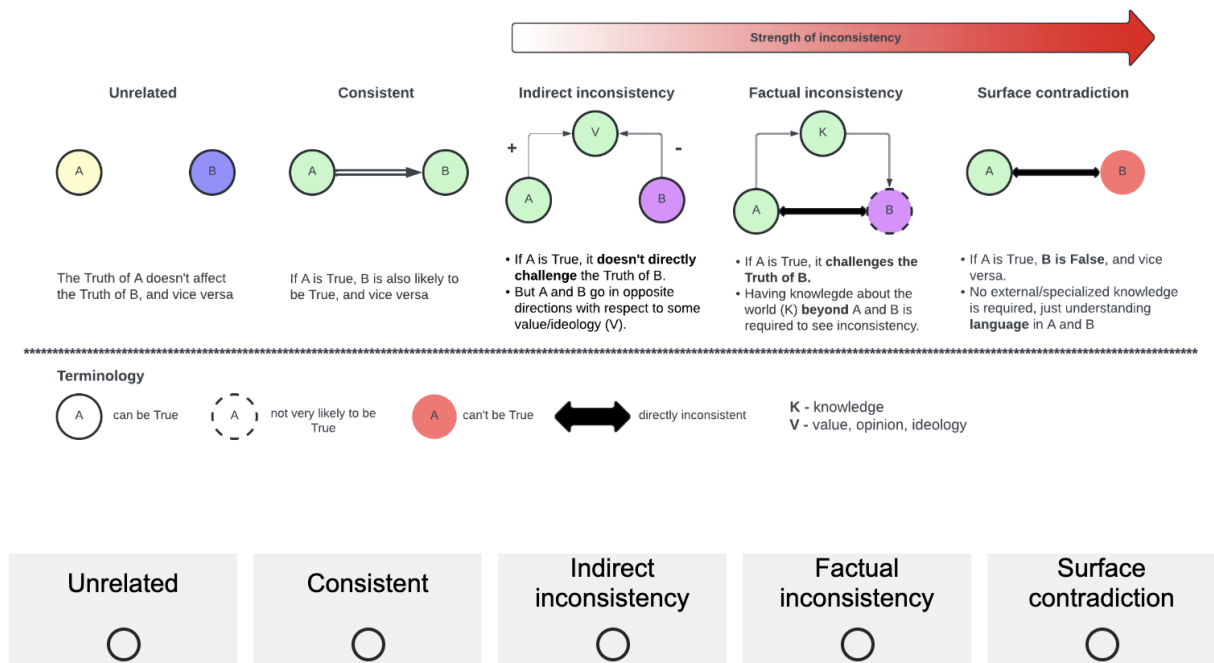 Strength of inconsistency
Unrelated
Consistent
Indirect inconsistency
Factual inconsistency
Surface contradiction
A
B
A
B
V
+
-
A
B
K
A
B
A
B
The Truth of A doesn't affect
the Truth of B, and vice versa
If A is True, B is also likely to
be True, and vice versa
• If A is True, it doesn't directly
challenge the Truth of B.
• But A and B go in opposite
directions with respect to some
value/ideology (V).
• If A is True, it challenges the
Truth of B.
• Having knowlegde about the
world (K) beyond A and B is
required to see inconsistency.
• If A is True, B is False, and vice
versa.
• No external/specialized knowledge
is required, just understanding
language in A and B
Terminology
A
can be True
A
not very likely to be
True
A
can't be True
directly inconsistent
K - knowledge
V - value, opinion, ideology
Unrelated
Consistent
Indirect
inconsistency
Factual
inconsistency
Surface
contradiction